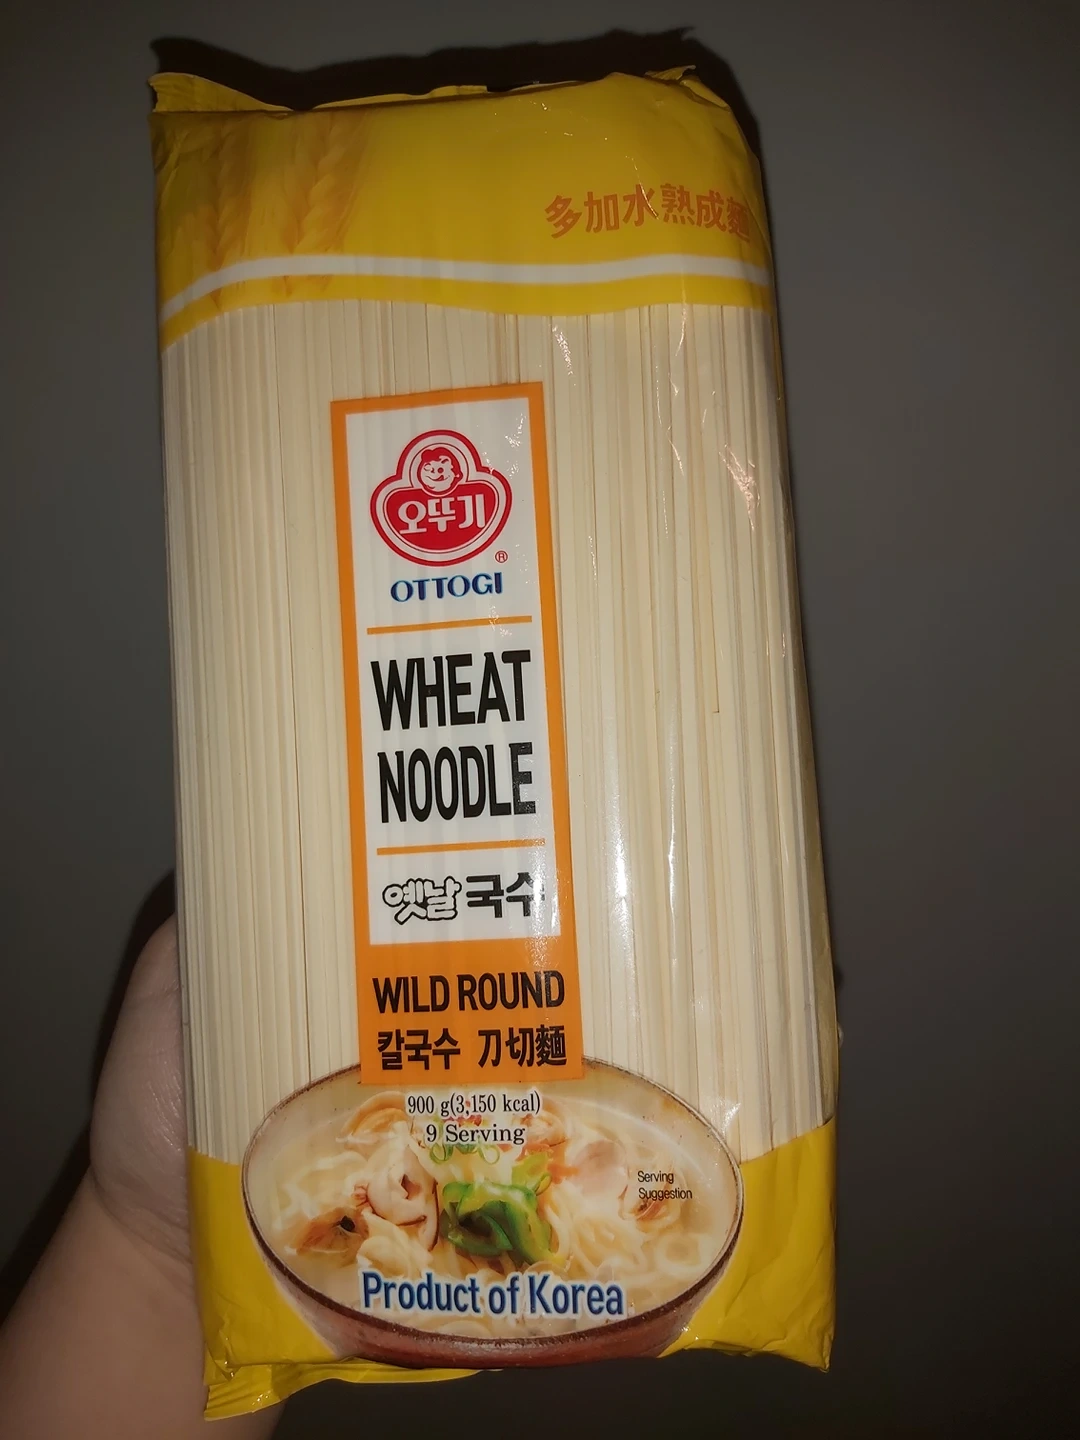 多加水熟成麵
오뚜기
®
OTTOGI
WHEAT
NOODLE
옛날 국수
WILD ROUND
칼국수 刀切麵
900 g(3,150 kcal)
9 Serving
Serving
Suggestion
Product of Korea